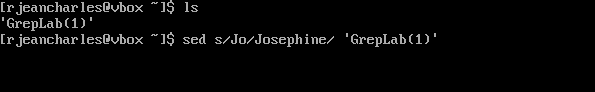 [rjeancharles@vbox ~]$ ls
'GrepLab(1)'
[rjeancharles@vbox ~]$ sed s/Jo/Josephine/ 'GrepLab(1)'